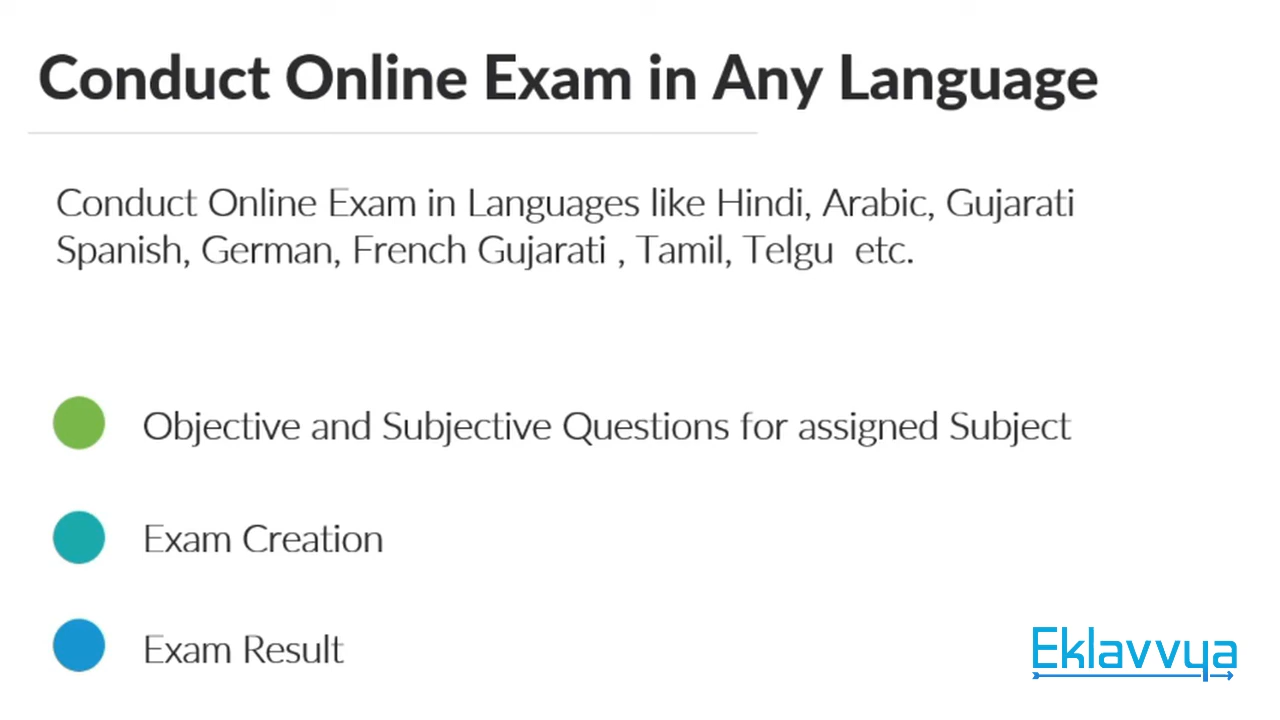 Conduct Online Exam in Any Language
Conduct Online Exam in Languages like Hindi, Arabic, Gujarati
Spanish, German, French Gujarati , Tamil, Telgu  etc.
Objective and Subjective Questions for assigned Subject
Exam Creation
Exam Result
Eklavvya